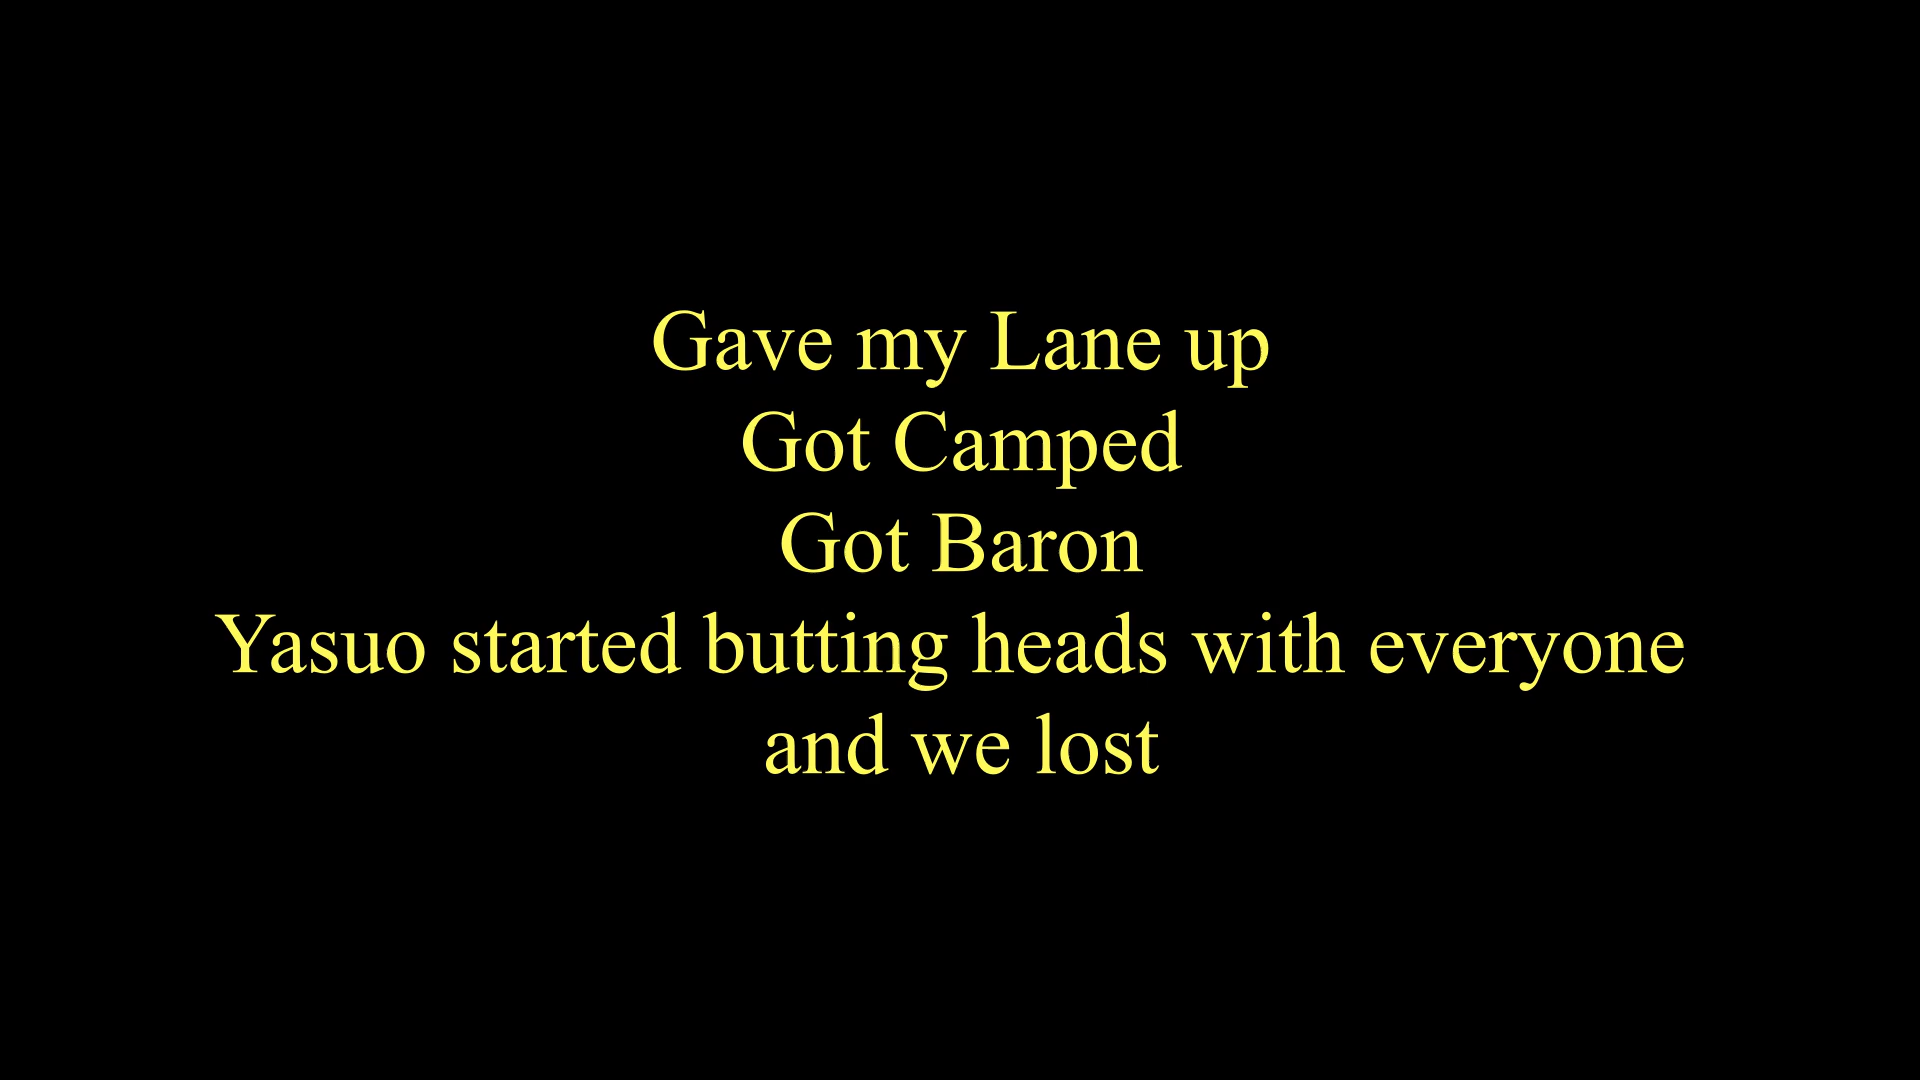 Gave my Lane up
Got Camped
Got Baron
Yasuo started butting heads with everyone
and we lost